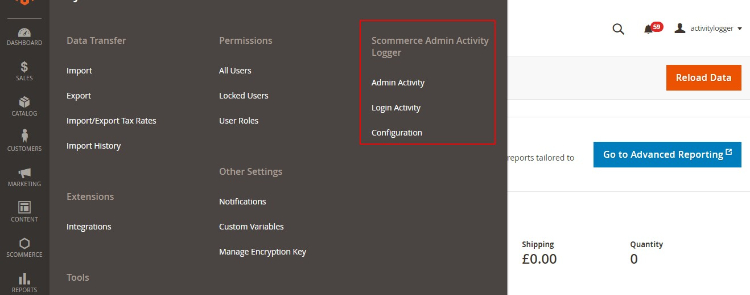 DASHBOARD
SALES
CATALOG
CUSTOMERS
MARKETING
CONTENT
SCOMMERCE
REPORTS
Data Transfer
Import
Export
Import/Export Tax Rates
Import History
Extensions
Integrations
Tools
Permissions
All Users
Locked Users
User Roles
Other Settings
Notifications
Custom Variables
Manage Encryption Key
Scommerce Admin Activity
Logger
Admin Activity
Login Activity
Configuration
59
activitylogger
Reload Data
reports tailored to
Go to Advanced Reporting
Shipping
£0.00
Quantity
0